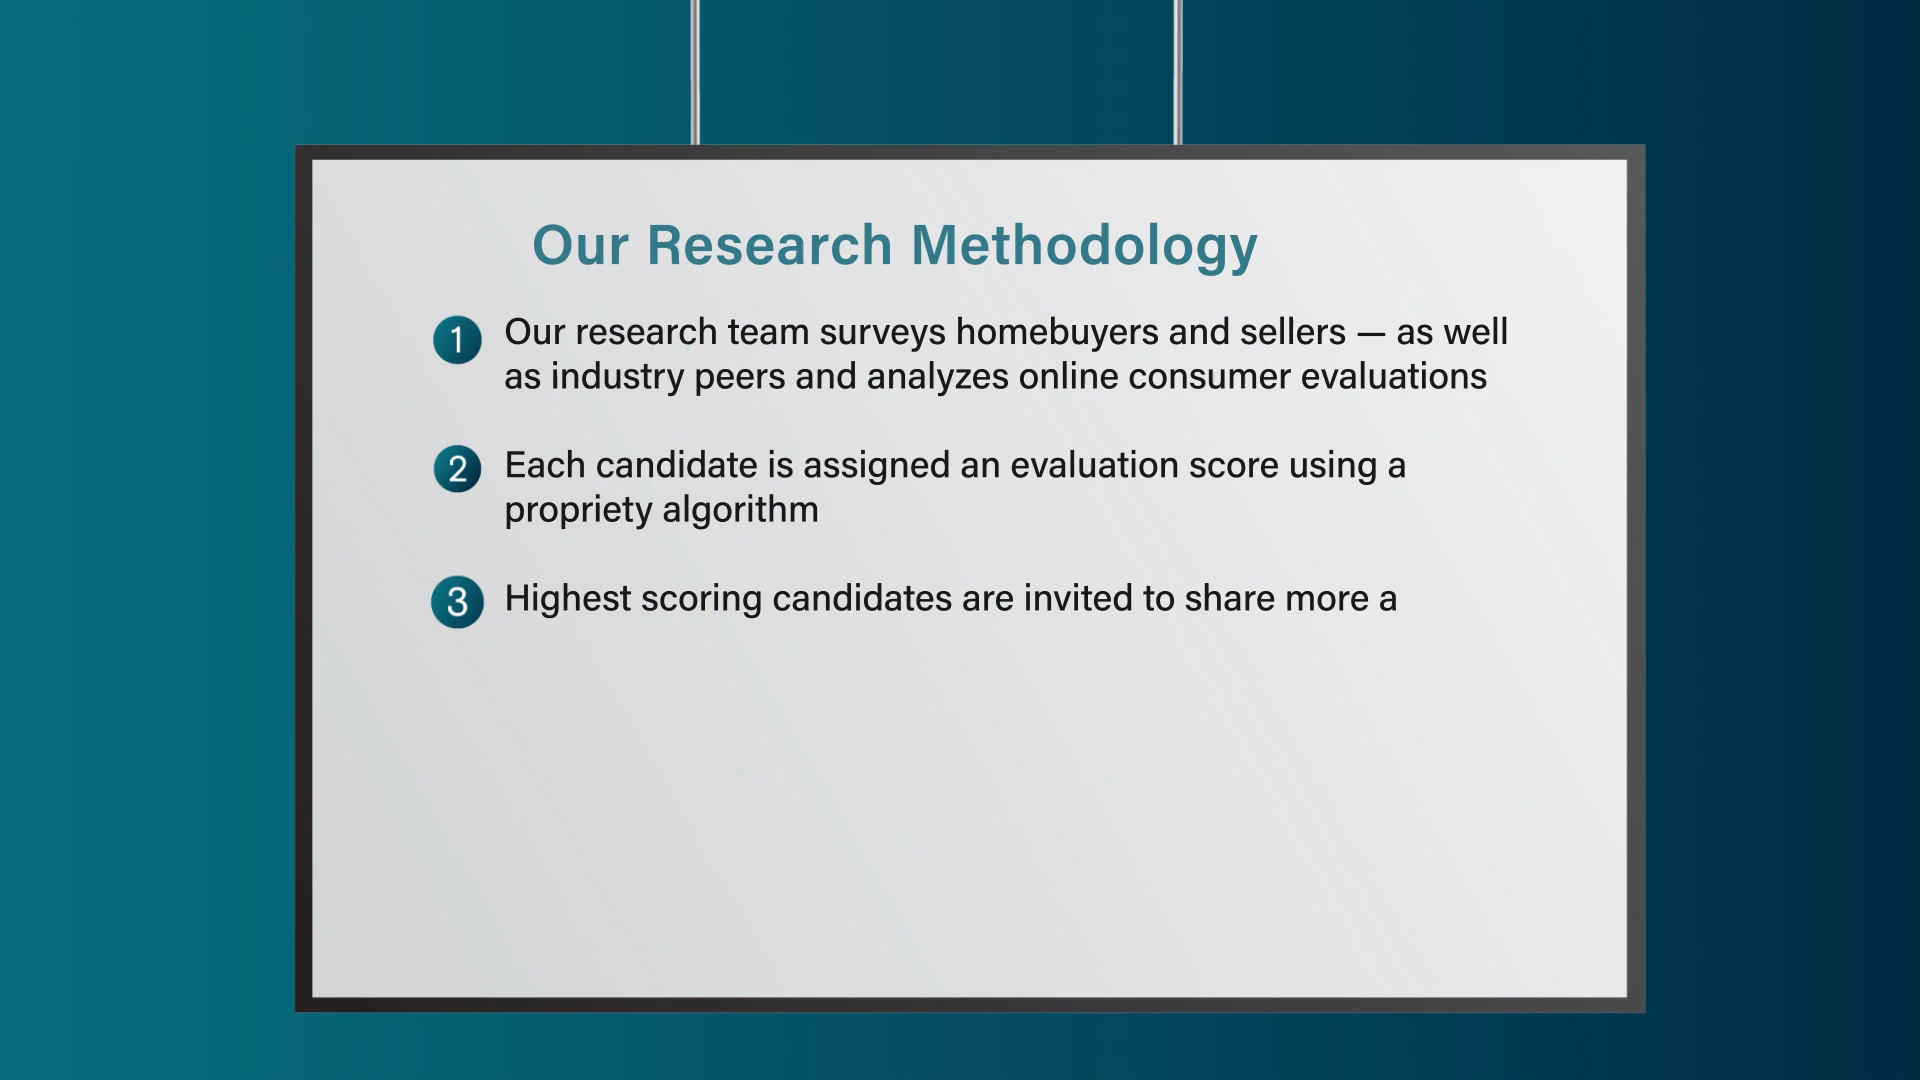 Our Research Methodology
1 Our research team surveys homebuyers and sellers — as well
as industry peers and analyzes online consumer evaluations
2 Each candidate is assigned an evaluation score using a
propriety algorithm
3 Highest scoring candidates are invited to share more a